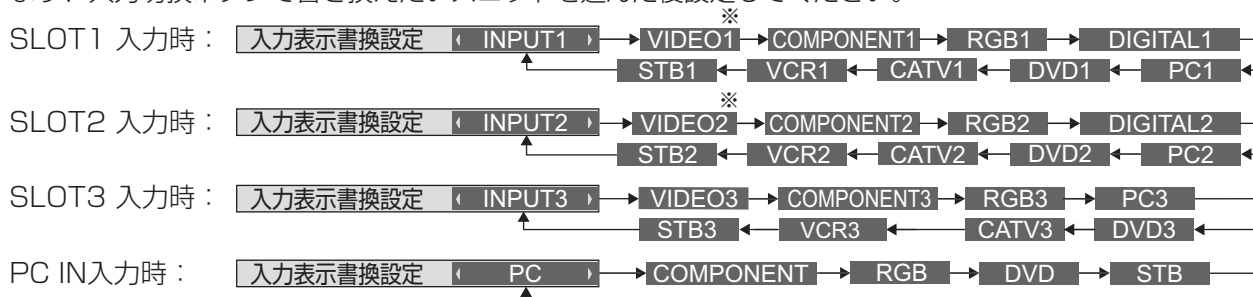 ※
SLOT1 入力時： 入力表示書換設定 INPUT1 VIDEO1 COMPONENT1 RGB1 DIGITAL1
STB1 VCR1 CATV1 DVD1 PC1
※
SLOT2 入力時： 入力表示書換設定 INPUT2 VIDEO2 COMPONENT2 RGB2 DIGITAL2
STB2 VCR2 CATV2 DVD2 PC2
SLOT3 入力時： 入力表示書換設定 INPUT3 VIDEO3 COMPONENT3 RGB3 PC3
STB3 VCR3 CATV3 DVD3
PC IN入力時： 入力表示書換設定 PC COMPONENT RGB DVD STB